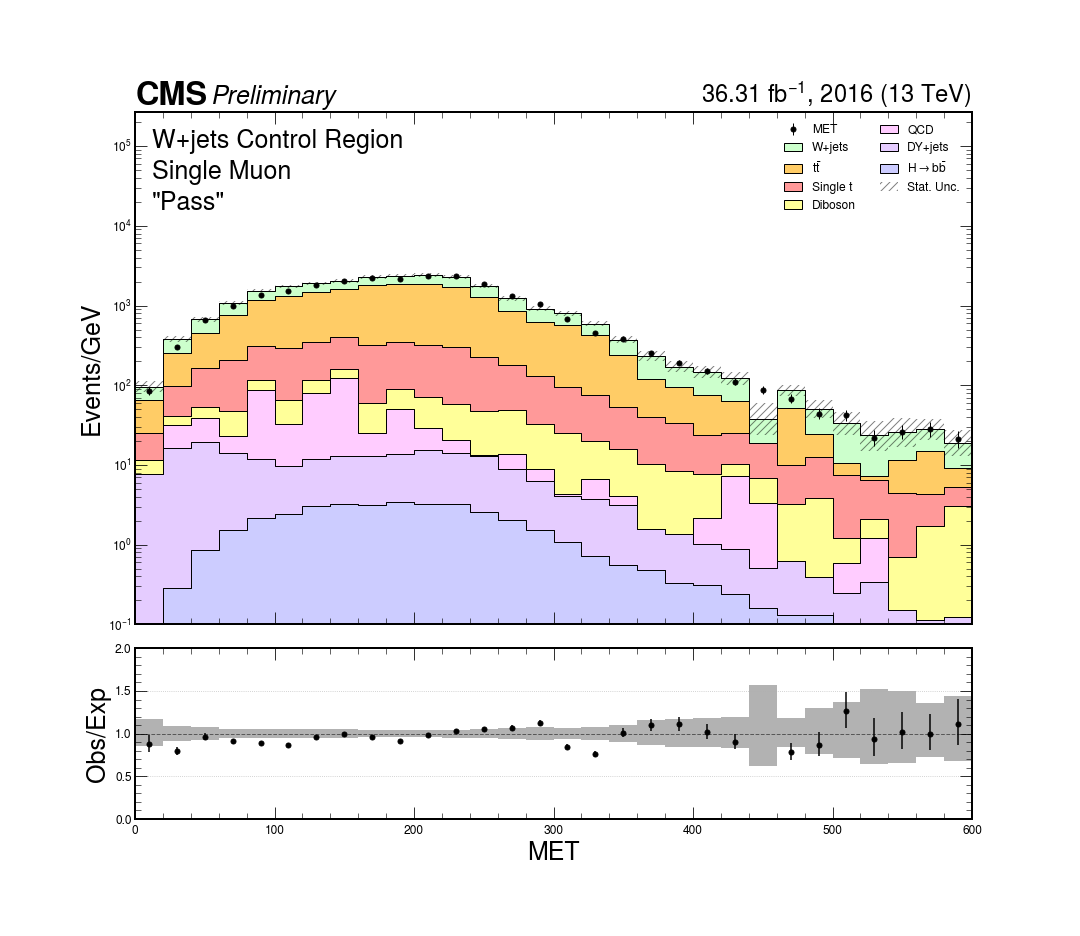 CMS Preliminary
36.31 fb⁻¹, 2016 (13 TeV)
W+jets Control Region
Single Muon
"Pass"
MET
W+jets
tt̄
Single t
Diboson
QCD
DY+jets
H→bb̄
Stat. Unc.
Events/GeV
10⁵
10⁴
10³
10²
10¹
10⁰
10⁻¹
Obs/Exp
2.0
1.5
1.0
0.5
0.0
0 100 200 300 400 500 600
MET